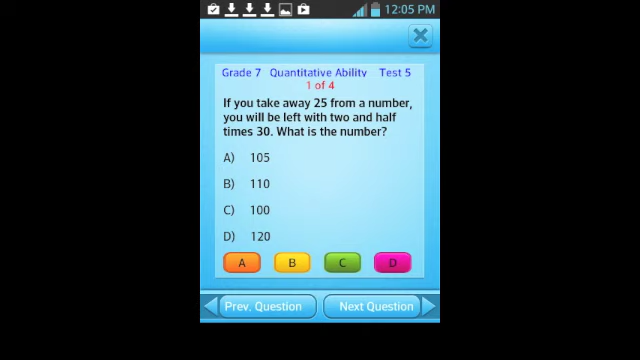 12:05 PM
Grade 7 Quantitative Ability Test 5
1 of 4
If you take away 25 from a number,
you will be left with two and half
times 30. What is the number?
A) 105
B) 110
C) 100
D) 120
A B C D
Prev. Question Next Question